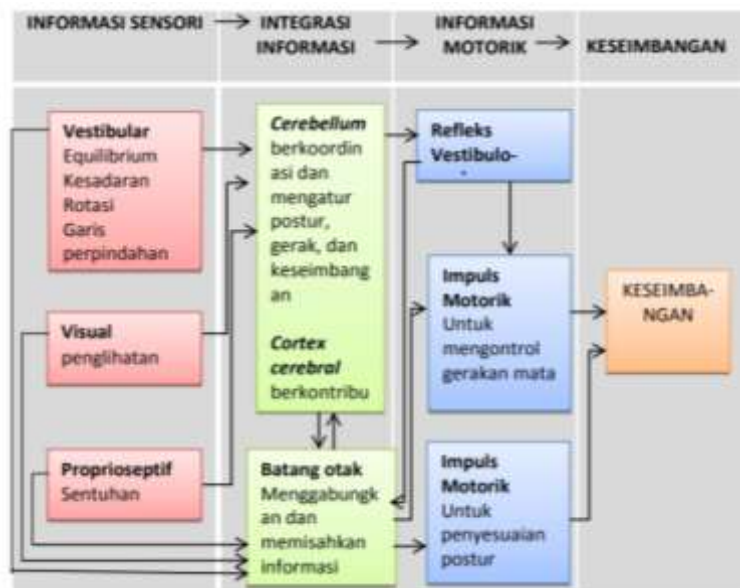 INFORMASI SENSORI
INTEGRASI
INFORMASI
INFORMASI
MOTORIK
KESEIMBANGAN
Vestibular
Equilibrium
Kesadaran
Rotasi
Garis
perpindahan
Visual
penglihatan
Proprioseptif
Sentuhan
Cerebellum
berkoordin
asi dan
mengatur
postur,
gerak, dan
keseimbang
an
Cortex
cerebral
berkontribu
Batang otak
Menggabungk
an dan
memisahkan
informasi
Refleks
Vestibulo-
Impuls
Motorik
Untuk
mengontrol
gerakan mata
Impuls
Motorik
Untuk
penyesuaian
postur
KESEIMBA-
NGAN